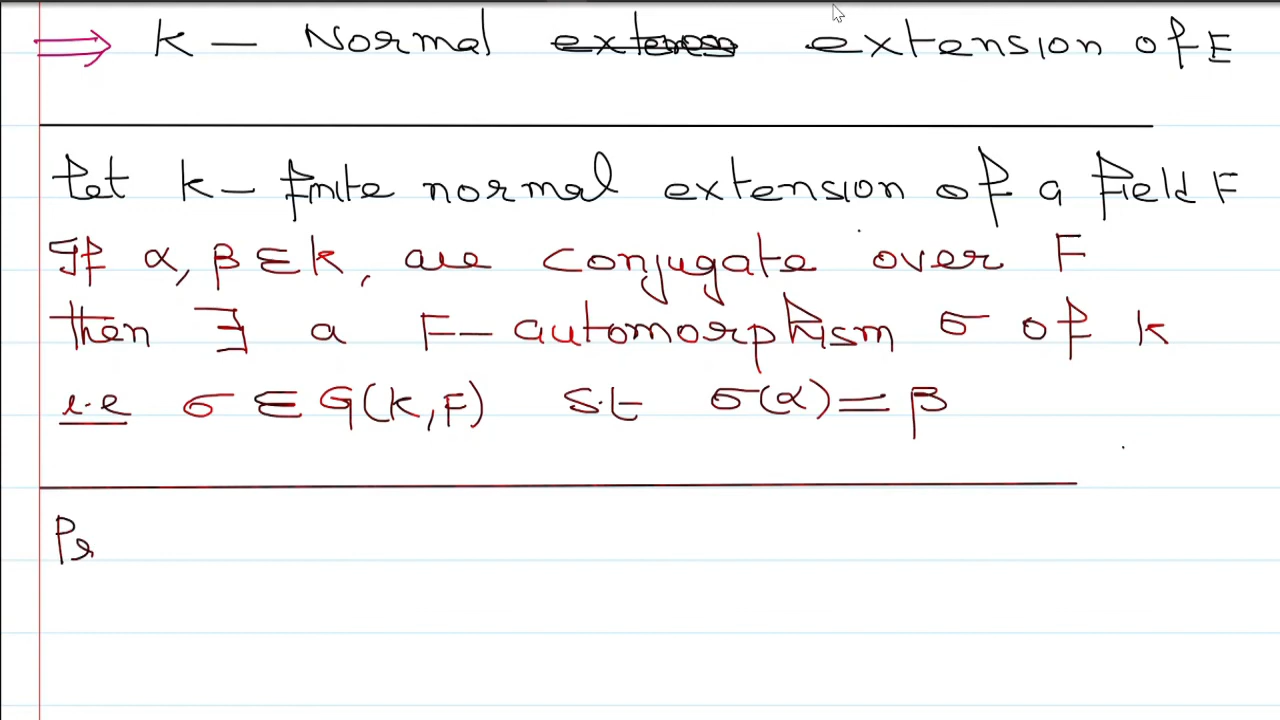 ⇒ K - Normal extension of E
Let K - finite normal extension of a field F
If α, β ∈ K, are conjugate over F
then ∃ a F - automorphism σ of K
i.e σ ∈ G(K, F) s.t σ(α) = β
Pr